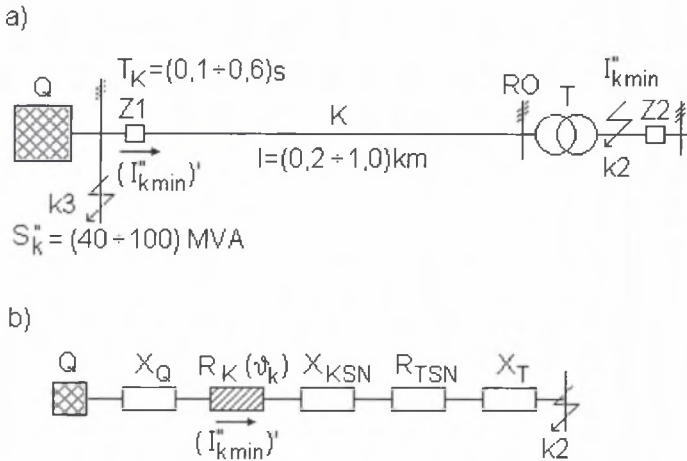 a)
T_K=(0,1÷0,6)s
Q
Z1
K
RO
T
I"_kmin
Z2
(I"_kmin)'
l=(0,2÷1,0)km
k2
k3
S"_k= (40÷100) MVA
b)
Q
X_Q
R_K(ϑ_k)
X_KSN
R_TSN
X_T
(I"_kmin)'
k2